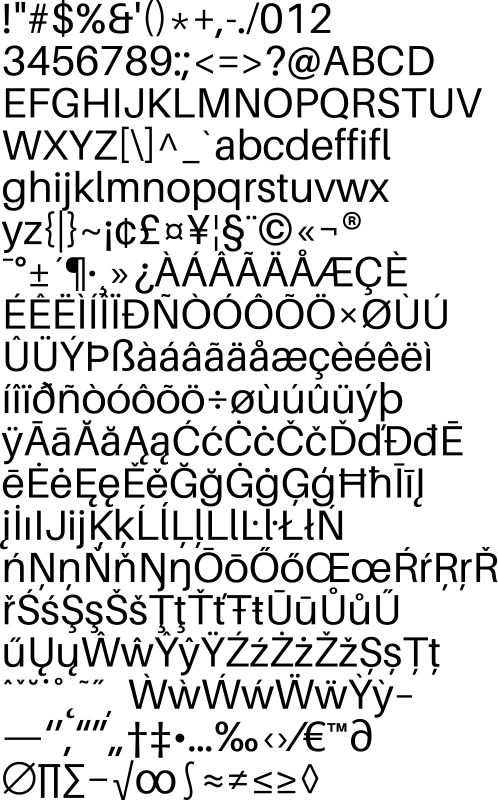 !"#$%&'()*+,-./012
3456789:;<=>?@ABCD
EFGHIJKLMNOPQRSTUV
WXYZ[\]^_`abcdeffifl
ghijklmnopqrstuvwx
yz{|}~¡¢£¤¥¦§¨©«¬®
¯°±´¶·¸»¿ÀÁÂÃÄÅÆÇÈ
ÉÊËÌÍÎÏÐÑÒÓÔÕÖ×ØÙÚ
ÛÜÝÞßàáâãäåæçèéêëì
íîïðñòóôõö÷øùúûüýþ
ÿĀāĂăĄąĆćĊċČčĎďĐđĒ
ēĖėĘęĚěĞğĠġĢģĦħĪīĮ
įİıĲĳĶķĹĺĻļĽľĿŀŁłŃ
ńŅņŇňŊŋŌōŐőŒœŔŕŖŗŘ
řŚśŞşŠšŢţŤťŦŧŪūŮůŰ
űŲųŴŵŶŷŸŹźŻżŽžȘșȚț
ˆˇ˘˙˚˛˜˝̦ẀẁẂẃẄẅỲỳ–
—‘’‚“”„†‡•…‰‹›⁄€™∂
∅∏∑−√∞∫≈≠≤≥◊